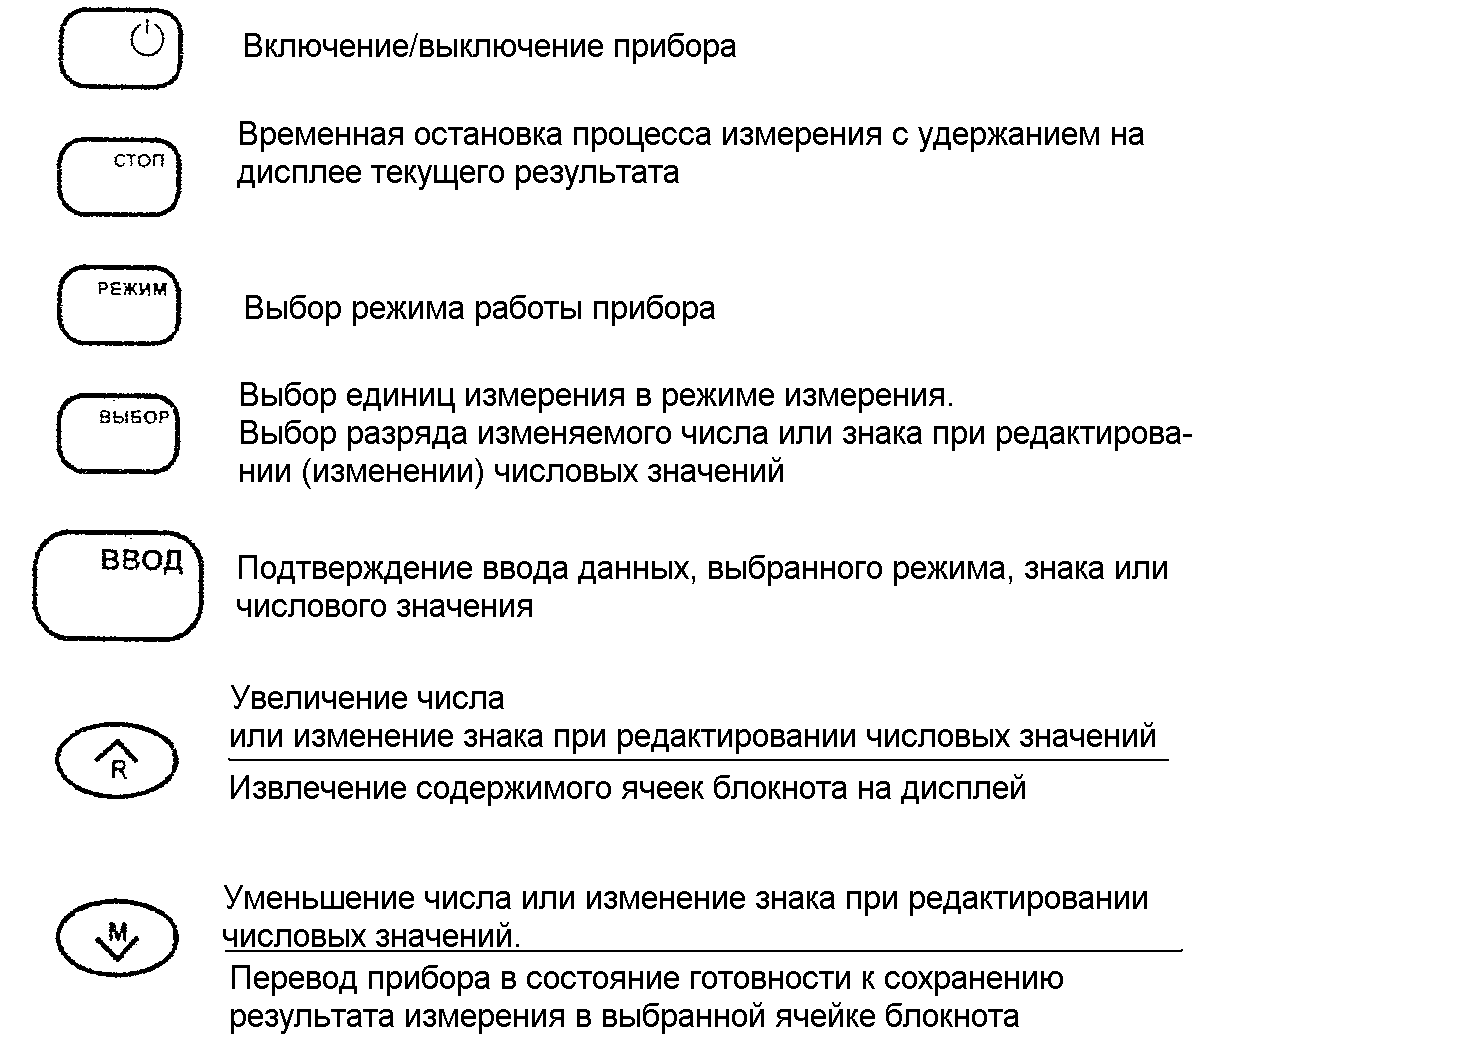 Включение/выключение прибора
СТОП
Временная остановка процесса измерения с удержанием на
дисплее текущего результата
РЕЖИМ
Выбор режима работы прибора
ВЫБОР
Выбор единиц измерения в режиме измерения.
Выбор разряда изменяемого числа или знака при редактирова-
нии (изменении) числовых значений
ВВОД
Подтверждение ввода данных, выбранного режима, знака или
числового значения
R
Увеличение числа
или изменение знака при редактировании числовых значений
Извлечение содержимого ячеек блокнота на дисплей
M
Уменьшение числа или изменение знака при редактировании
числовых значений.
Перевод прибора в состояние готовности к сохранению
результата измерения в выбранной ячейке блокнота